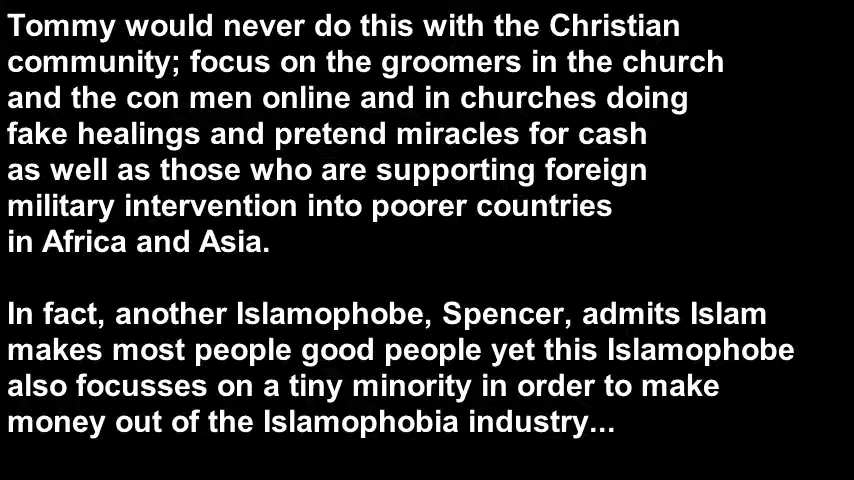 Tommy would never do this with the Christian
community; focus on the groomers in the church
and the con men online and in churches doing
fake healings and pretend miracles for cash
as well as those who are supporting foreign
military intervention into poorer countries
in Africa and Asia.
In fact, another Islamophobe, Spencer, admits Islam
makes most people good people yet this Islamophobe
also focusses on a tiny minority in order to make
money out of the Islamophobia industry...